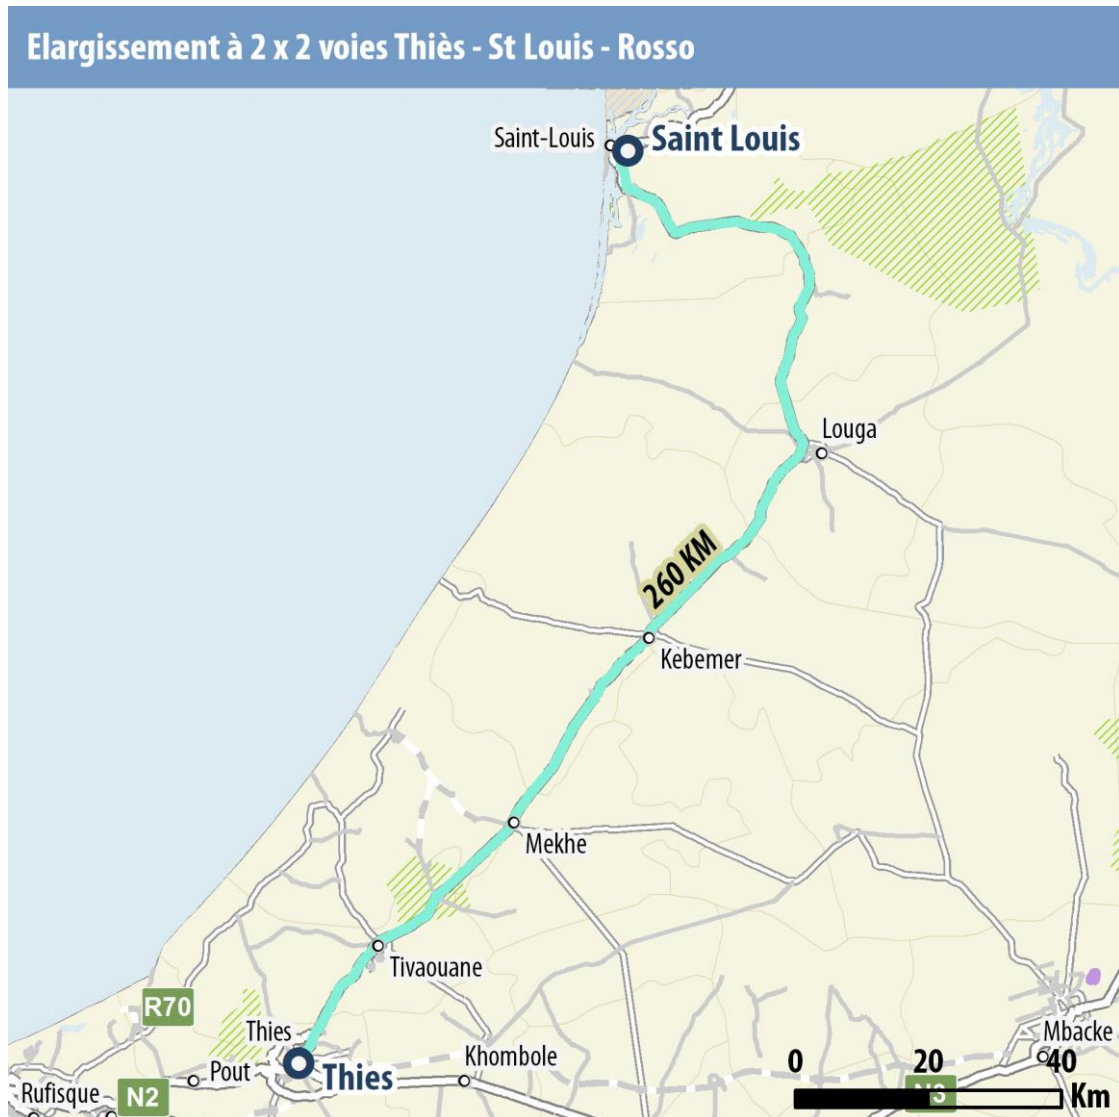 Elargissement à 2 x 2 voies Thiès - St Louis - Rosso
Saint-Louis
Saint Louis
Louga
260 KM
Kebemer
Mekhe
Tivaouane
R70
Thies
Thies
Pout
Khombole
Mbacke
Rufisque
N2
N3
0 20 40
Km